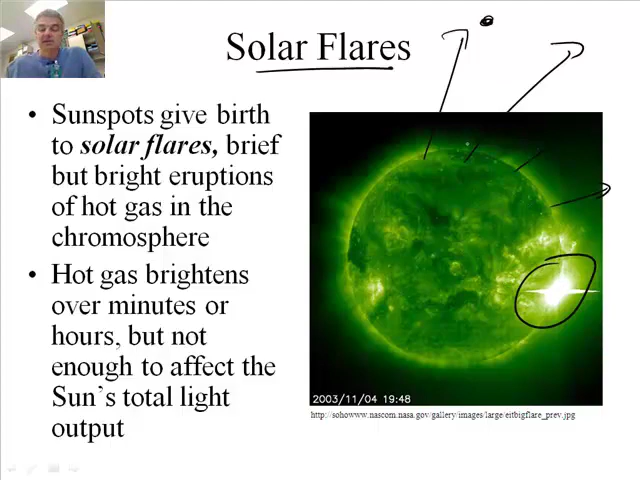 Solar Flares
• Sunspots give birth
to solar flares, brief
but bright eruptions
of hot gas in the
chromosphere
• Hot gas brightens
over minutes or
hours, but not
enough to affect the
Sun's total light
output
2003/11/04 19:48
http://sohowww.nascom.nasa.gov/gallery/images/large/eitbigflare_prev.jpg